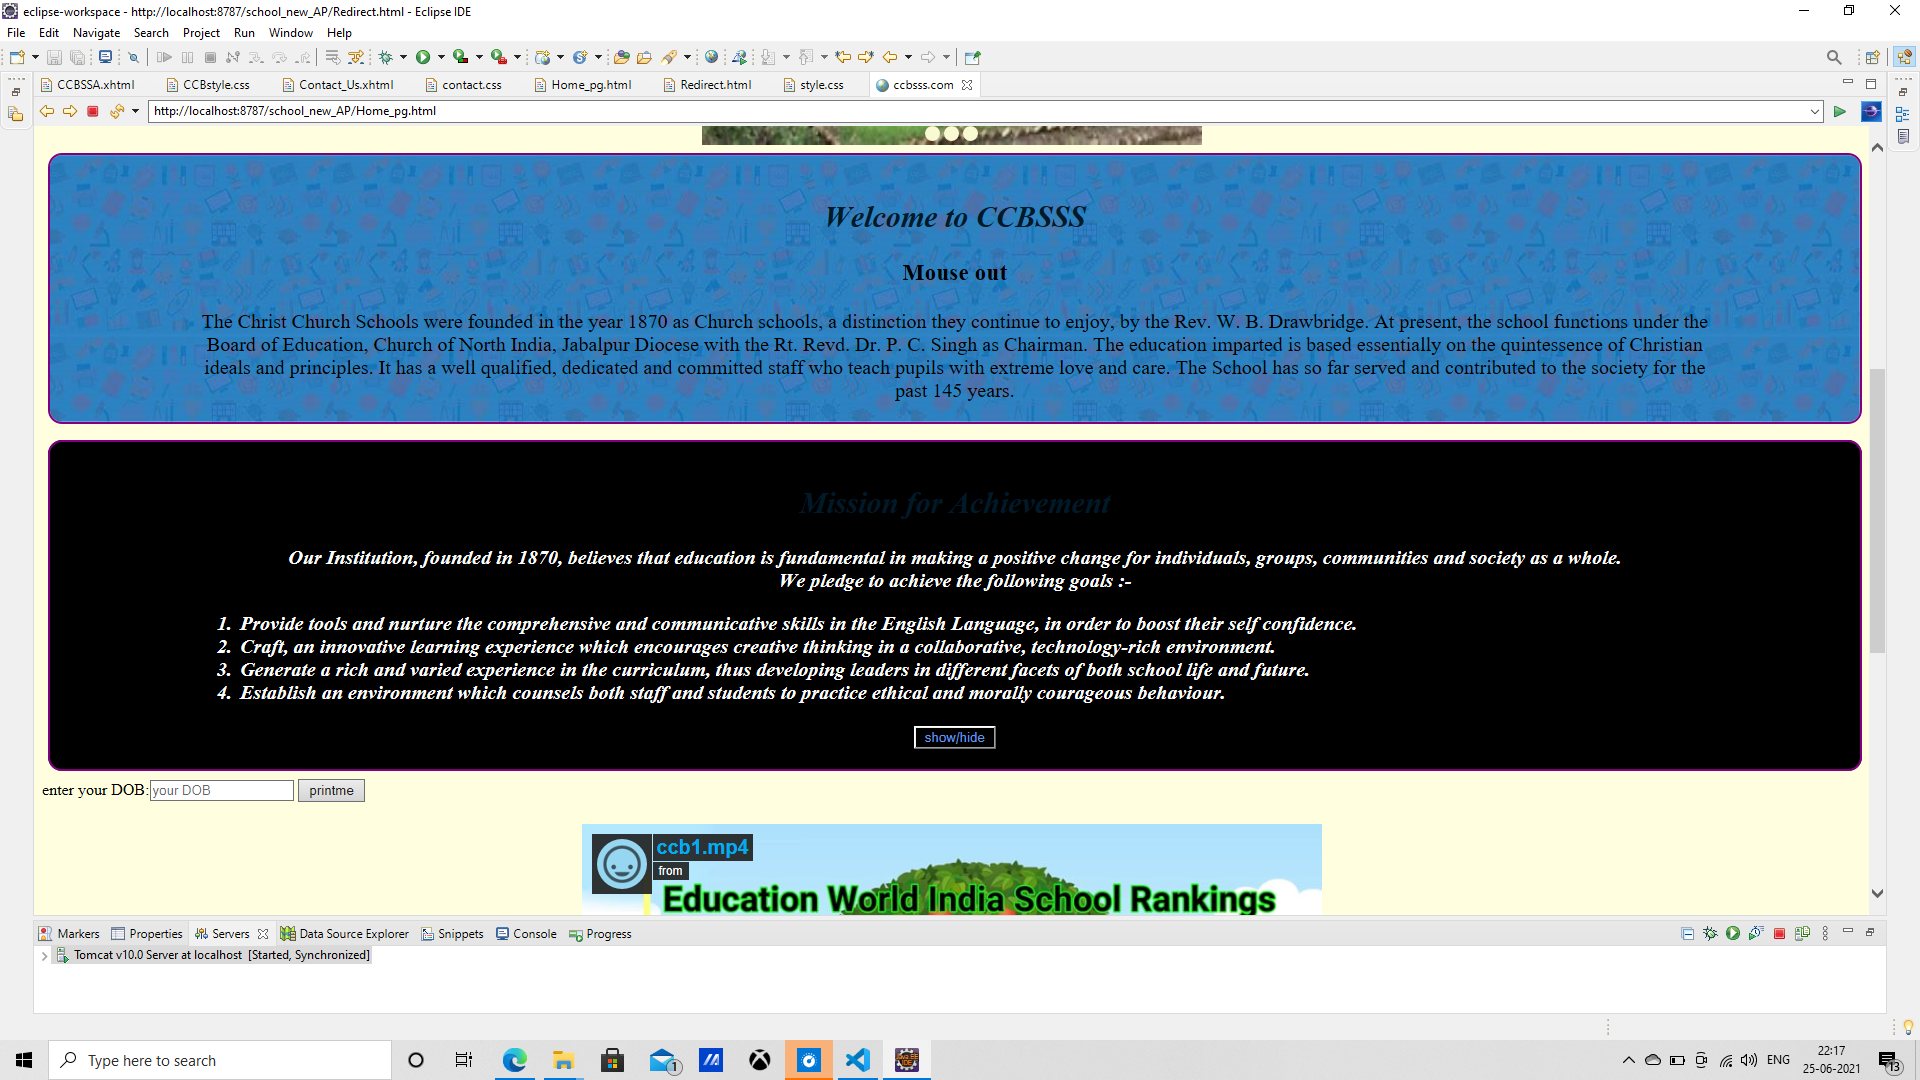 eclipse-workspace - http://localhost:8787/school_new_AP/Redirect.html - Eclipse IDE
File Edit Navigate Search Project Run Window Help
CCBSSA.xhtml CCBstyle.css Contact_Us.xhtml contact.css Home_pg.html Redirect.html style.css ccbsss.com
http://localhost:8787/school_new_AP/Home_pg.html
Welcome to CCBSSS
Mouse out
The Christ Church Schools were founded in the year 1870 as Church schools, a distinction they continue to enjoy, by the Rev. W. B. Drawbridge. At present, the school functions under the
Board of Education, Church of North India, Jabalpur Diocese with the Rt. Revd. Dr. P. C. Singh as Chairman. The education imparted is based essentially on the quintessence of Christian
ideals and principles. It has a well qualified, dedicated and committed staff who teach pupils with extreme love and care. The School has so far served and contributed to the society for the
past 145 years.
Mission for Achievement
Our Institution, founded in 1870, believes that education is fundamental in making a positive change for individuals, groups, communities and society as a whole.
We pledge to achieve the following goals :-
1. Provide tools and nurture the comprehensive and communicative skills in the English Language, in order to boost their self confidence.
2. Craft, an innovative learning experience which encourages creative thinking in a collaborative, technology-rich environment.
3. Generate a rich and varied experience in the curriculum, thus developing leaders in different facets of both school life and future.
4. Establish an environment which counsels both staff and students to practice ethical and morally courageous behaviour.
show/hide
enter your DOB: your DOB printme
ccb1.mp4
from
Education World India School Rankings
Markers Properties Servers Data Source Explorer Snippets Console Progress
Tomcat v10.0 Server at localhost [Started, Synchronized]
Type here to search
1
ENG
22:17
25-06-2021
13